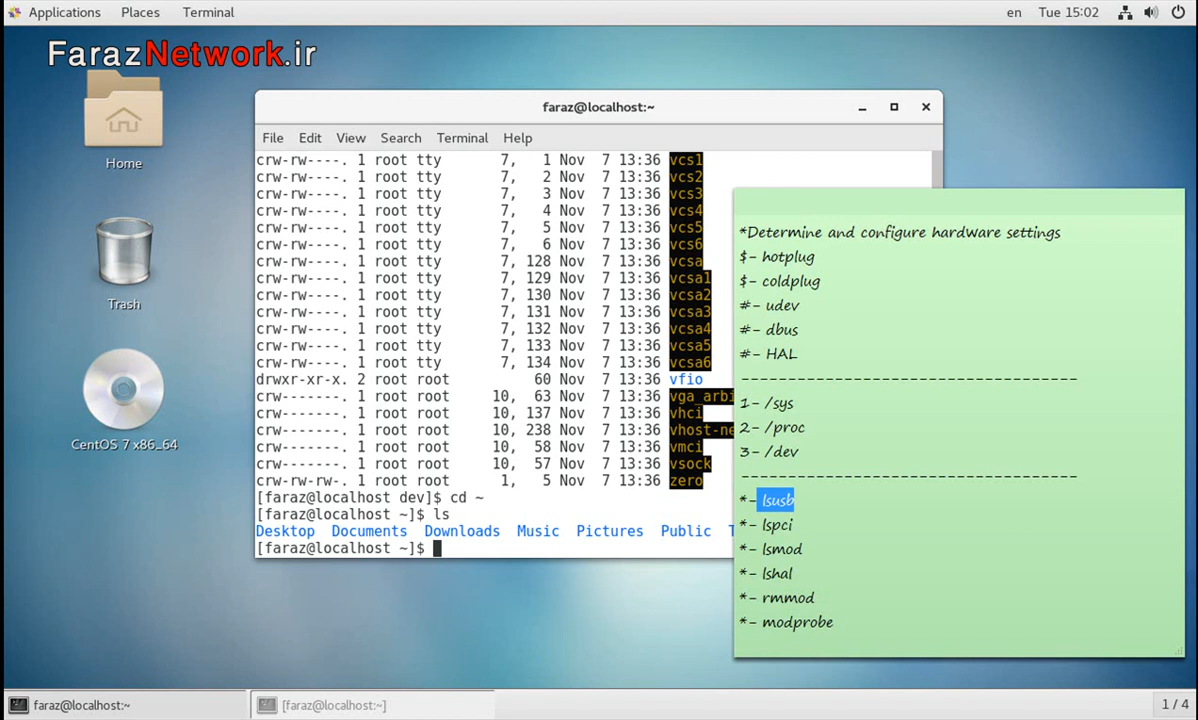 Applications Places Terminal en Tue 15:02
FarazNetwork.ir
Home
Trash
CentOS 7 x86_64
faraz@localhost:~
File Edit View Search Terminal Help
crw-rw----. 1 root tty 7, 1 Nov 7 13:36 vcs1
crw-rw----. 1 root tty 7, 2 Nov 7 13:36 vcs2
crw-rw----. 1 root tty 7, 3 Nov 7 13:36 vcs3
crw-rw----. 1 root tty 7, 4 Nov 7 13:36 vcs4
crw-rw----. 1 root tty 7, 5 Nov 7 13:36 vcs5
crw-rw----. 1 root tty 7, 6 Nov 7 13:36 vcs6
crw-rw----. 1 root tty 7, 128 Nov 7 13:36 vcsa
crw-rw----. 1 root tty 7, 129 Nov 7 13:36 vcsa1
crw-rw----. 1 root tty 7, 130 Nov 7 13:36 vcsa2
crw-rw----. 1 root tty 7, 131 Nov 7 13:36 vcsa3
crw-rw----. 1 root tty 7, 132 Nov 7 13:36 vcsa4
crw-rw----. 1 root tty 7, 133 Nov 7 13:36 vcsa5
crw-rw----. 1 root tty 7, 134 Nov 7 13:36 vcsa6
drwxr-xr-x. 2 root root 60 Nov 7 13:36 vfio
crw-------. 1 root root 10, 63 Nov 7 13:36 vga_arbi
crw-------. 1 root root 10, 137 Nov 7 13:36 vhci
crw-------. 1 root root 10, 238 Nov 7 13:36 vhost-ne
crw-------. 1 root root 10, 58 Nov 7 13:36 vmci
crw-------. 1 root root 10, 57 Nov 7 13:36 vsock
crw-rw-rw-. 1 root root 1, 5 Nov 7 13:36 zero
[faraz@localhost dev]$ cd ~
[faraz@localhost ~]$ ls
Desktop Documents Downloads Music Pictures Public T
[faraz@localhost ~]$
*Determine and configure hardware settings
$- hotplug
$- coldplug
#- udev
#- dbus
#- HAL
------------------------------------
1- /sys
2- /proc
3- /dev
------------------------------------
*- lsusb
*- lspci
*- lsmod
*- lshal
*- rmmod
*- modprobe
faraz@localhost:~ [faraz@localhost:~] 1 / 4